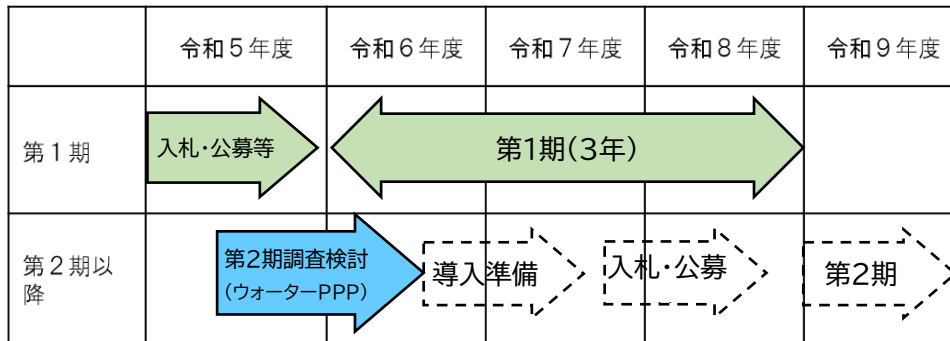 令和５年度 令和６年度 令和７年度 令和８年度 令和９年度
第１期
入札・公募等
第1期(3年)
第２期以
降
第2期調査検討
(ウォーターPPP)
導入準備
入札・公募
第2期